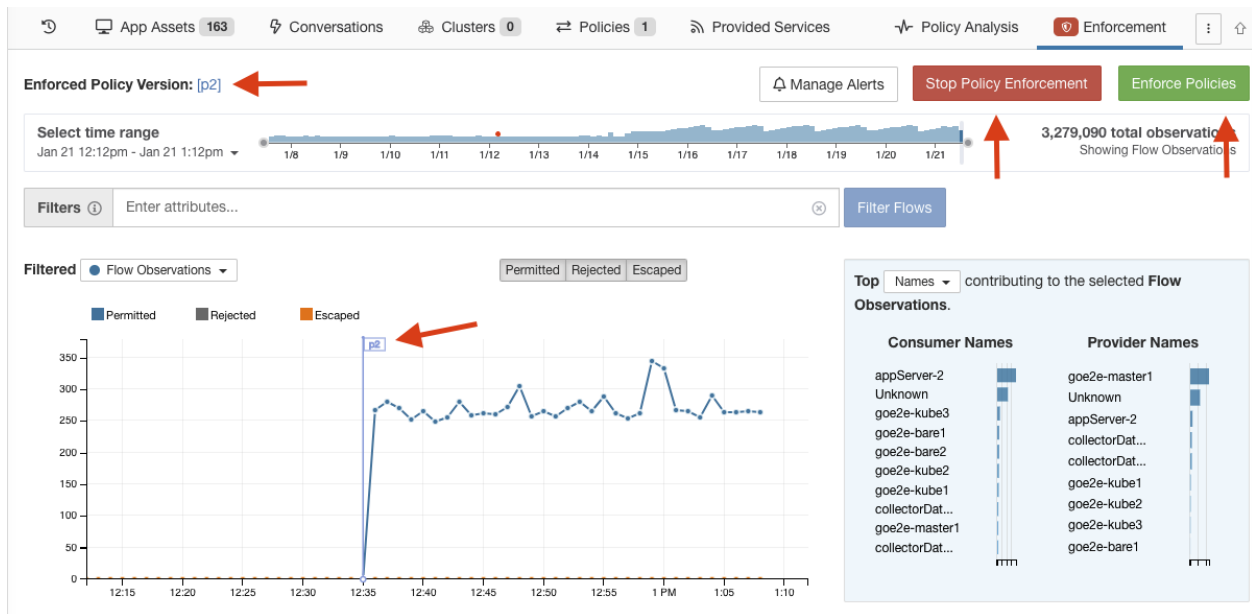 App Assets 163 Conversations Clusters 0 Policies 1 Provided Services Policy Analysis Enforcement
Enforced Policy Version: [p2] Manage Alerts Stop Policy Enforcement Enforce Policies
Select time range
Jan 21 12:12pm - Jan 21 1:12pm
1/8 1/9 1/10 1/11 1/12 1/13 1/14 1/15 1/16 1/17 1/18 1/19 1/20 1/21
3,279,090 total observations
Showing Flow Observations
Filters Enter attributes... Filter Flows
Filtered Flow Observations Permitted Rejected Escaped
Permitted Rejected Escaped
p2
350
300
250
200
150
100
50
0
12:15 12:20 12:25 12:30 12:35 12:40 12:45 12:50 12:55 1 PM 1:05 1:10
Top Names contributing to the selected Flow
Observations.
Consumer Names
appServer-2
Unknown
goe2e-kube3
goe2e-bare1
goe2e-bare2
goe2e-kube2
goe2e-kube1
collectorDat...
goe2e-master1
collectorDat...
Provider Names
goe2e-master1
Unknown
appServer-2
collectorDat...
collectorDat...
goe2e-kube1
goe2e-kube2
goe2e-kube3
goe2e-bare1